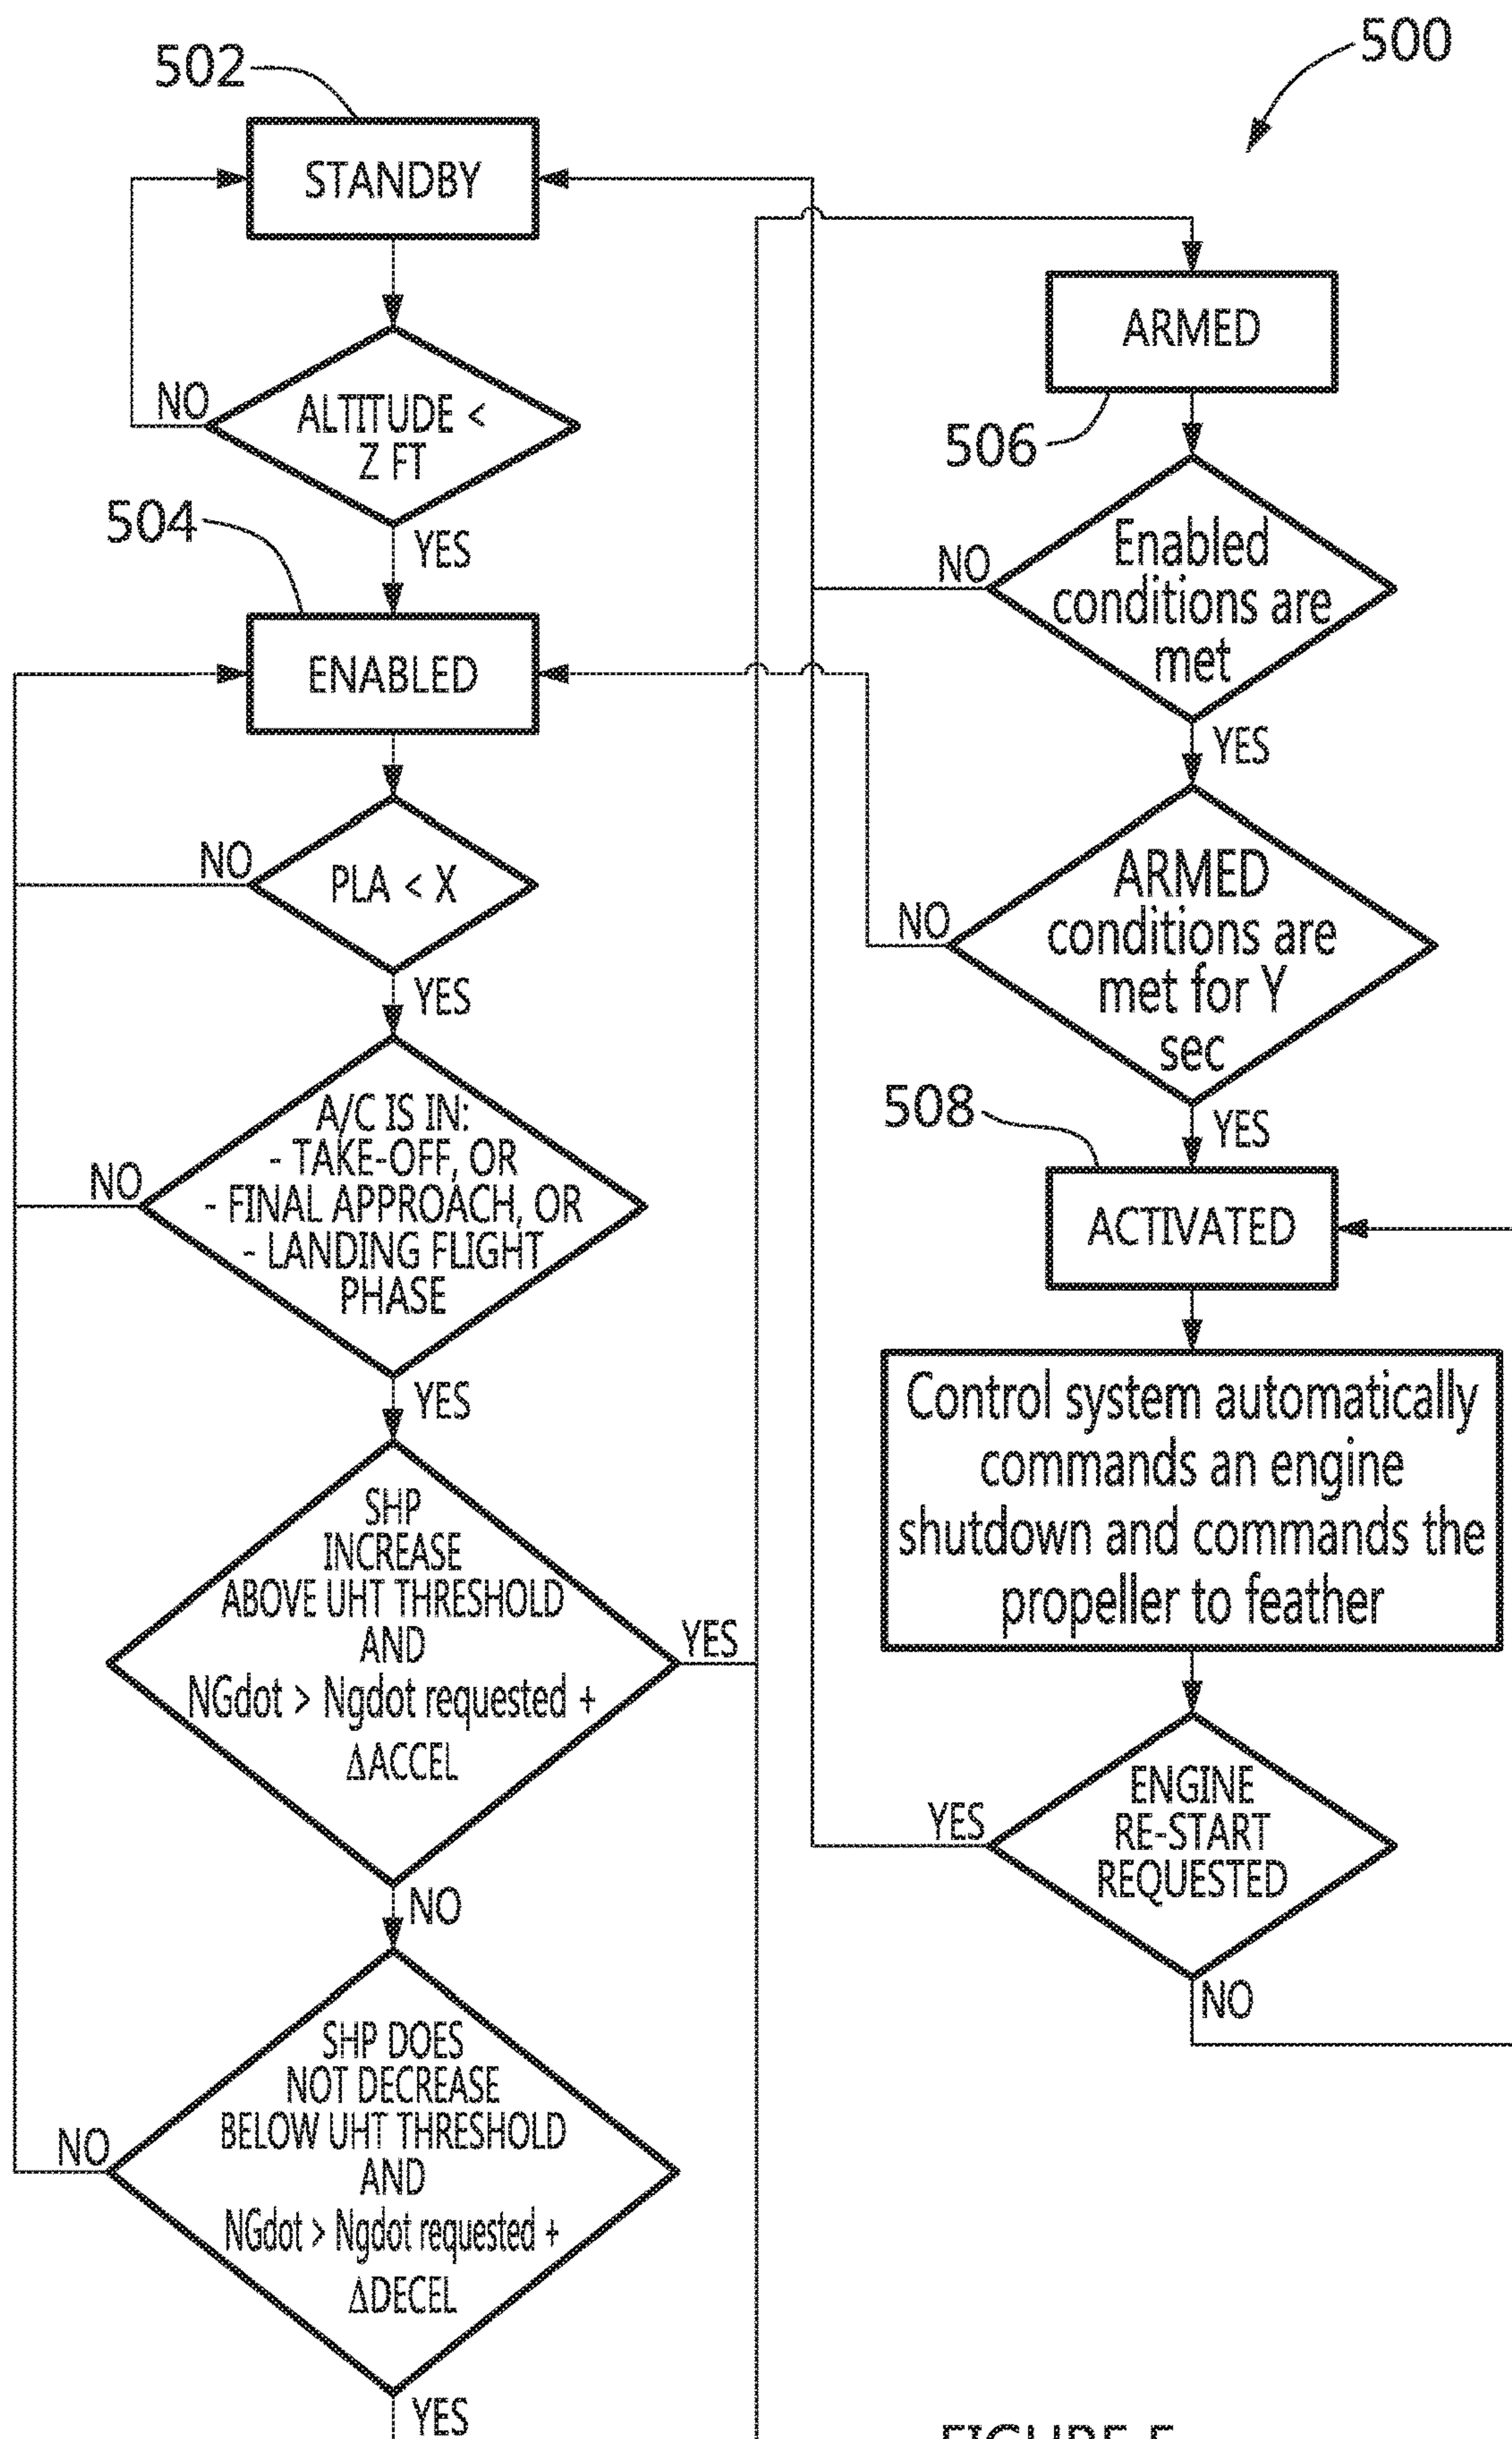 500
502
STANDBY
NO
ALTITUDE <
Z FT
YES
504
ENABLED
NO
PLA < X
YES
A/C IS IN:
- TAKE-OFF, OR
- FINAL APPROACH, OR
- LANDING FLIGHT
PHASE
NO
YES
SHP
INCREASE
ABOVE UHT THRESHOLD
AND
NGdot > Ngdot requested +
ΔACCEL
YES
NO
SHP DOES
NOT DECREASE
BELOW UHT THRESHOLD
AND
NGdot > Ngdot requested +
ΔDECEL
NO
YES
ARMED
506
Enabled
conditions are
met
NO
YES
ARMED
conditions are
met for Y
sec
NO
YES
508
ACTIVATED
Control system automatically
commands an engine
shutdown and commands the
propeller to feather
ENGINE
RE-START
REQUESTED
YES
NO
FIGURE 5